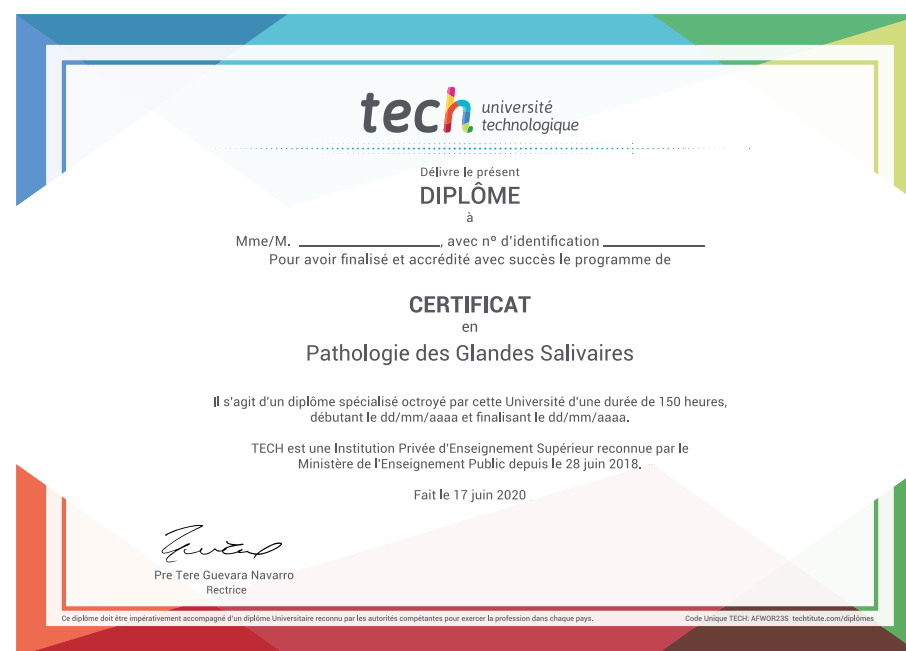 tech université
technologique
Délivre le présent
DIPLÔME
à
Mme/M. ____________________, avec nº d'identification ______________
Pour avoir finalisé et accrédité avec succès le programme de
CERTIFICAT
en
Pathologie des Glandes Salivaires
Il s'agit d'un diplôme spécialisé octroyé par cette Université d'une durée de 150 heures,
débutant le dd/mm/aaaa et finalisant le dd/mm/aaaa.
TECH est une Institution Privée d'Enseignement Supérieur reconnue par le
Ministère de l'Enseignement Public depuis le 28 juin 2018.
Fait le 17 juin 2020
Pre Tere Guevara Navarro
Rectrice
Ce diplôme doit être impérativement accompagné d'un diplôme Universitaire reconnu par les autorités compétantes pour exercer la profession dans chaque pays.
Code Unique TECH: AFWOR23S techtitute.com/diplômes